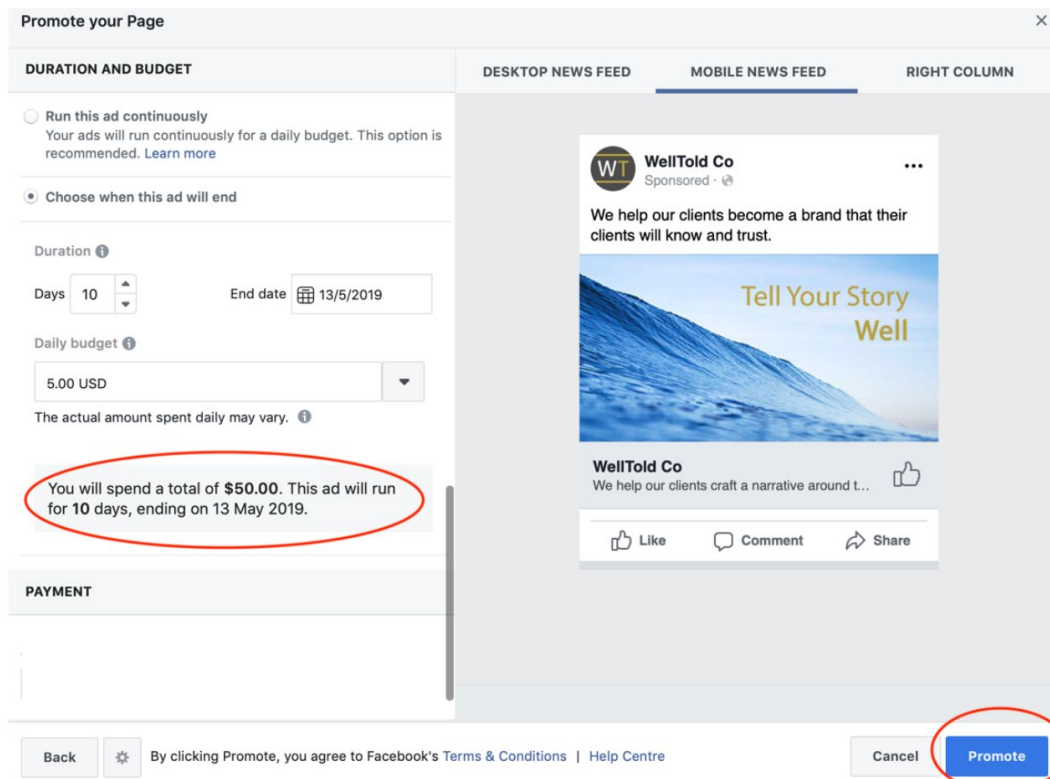 Promote your Page
DURATION AND BUDGET
Run this ad continuously
Your ads will run continuously for a daily budget. This option is
recommended. Learn more
Choose when this ad will end
Duration
Days 10 End date 13/5/2019
Daily budget
5.00 USD
The actual amount spent daily may vary.
You will spend a total of $50.00. This ad will run
for 10 days, ending on 13 May 2019.
PAYMENT
DESKTOP NEWS FEED MOBILE NEWS FEED RIGHT COLUMN
WT
WellTold Co
Sponsored ·
We help our clients become a brand that their
clients will know and trust.
Tell Your Story
Well
WellTold Co
We help our clients craft a narrative around t...
Like Comment Share
Back By clicking Promote, you agree to Facebook's Terms & Conditions | Help Centre Cancel Promote